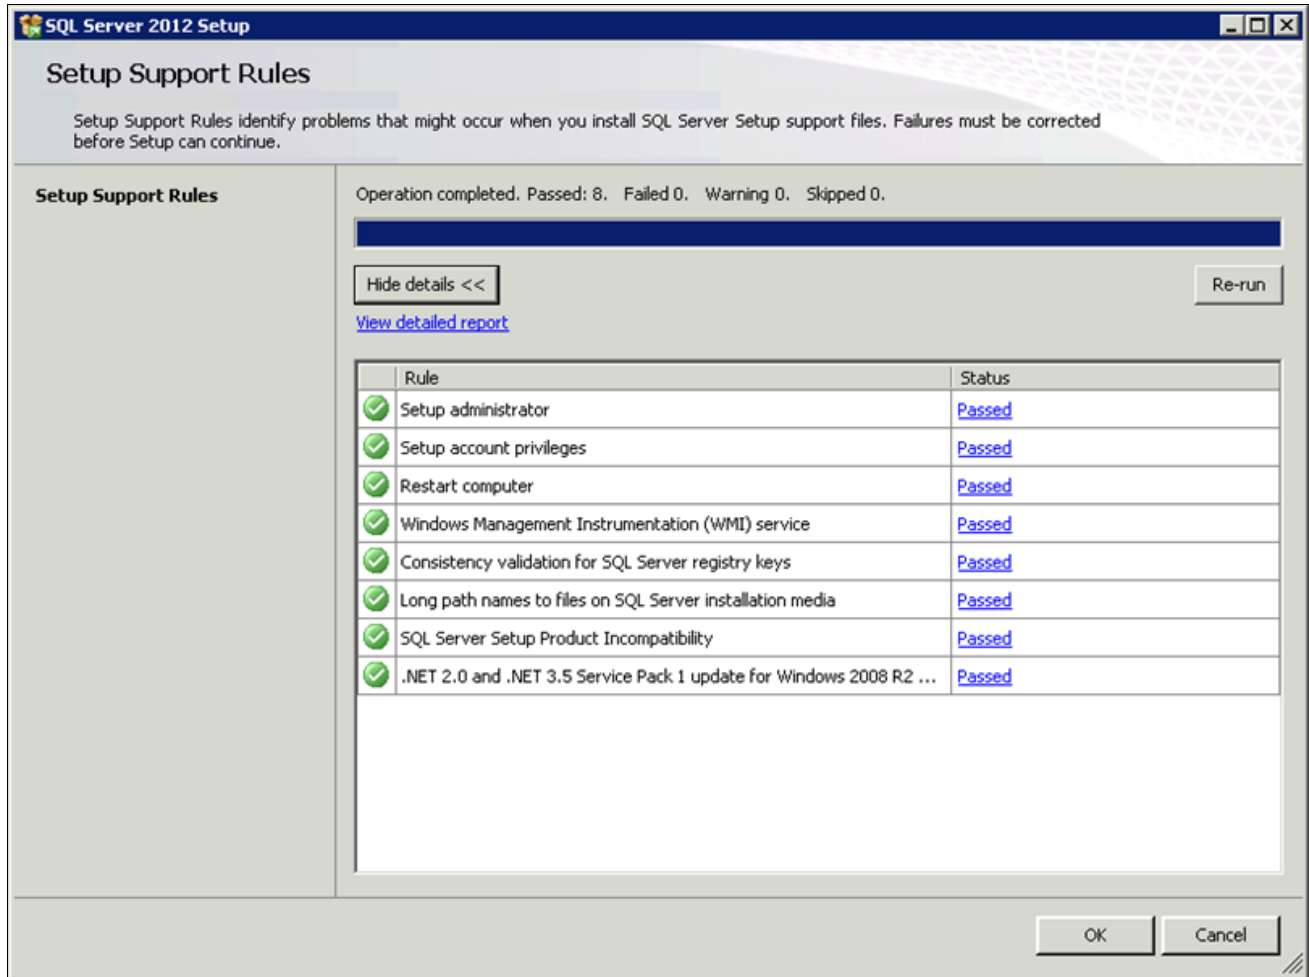 SQL Server 2012 Setup
Setup Support Rules
Setup Support Rules identify problems that might occur when you install SQL Server Setup support files. Failures must be corrected
before Setup can continue.
Setup Support Rules
Operation completed. Passed: 8. Failed 0. Warning 0. Skipped 0.
Hide details <<
Re-run
View detailed report
Rule Status
Setup administrator Passed
Setup account privileges Passed
Restart computer Passed
Windows Management Instrumentation (WMI) service Passed
Consistency validation for SQL Server registry keys Passed
Long path names to files on SQL Server installation media Passed
SQL Server Setup Product Incompatibility Passed
.NET 2.0 and .NET 3.5 Service Pack 1 update for Windows 2008 R2 ... Passed
OK Cancel